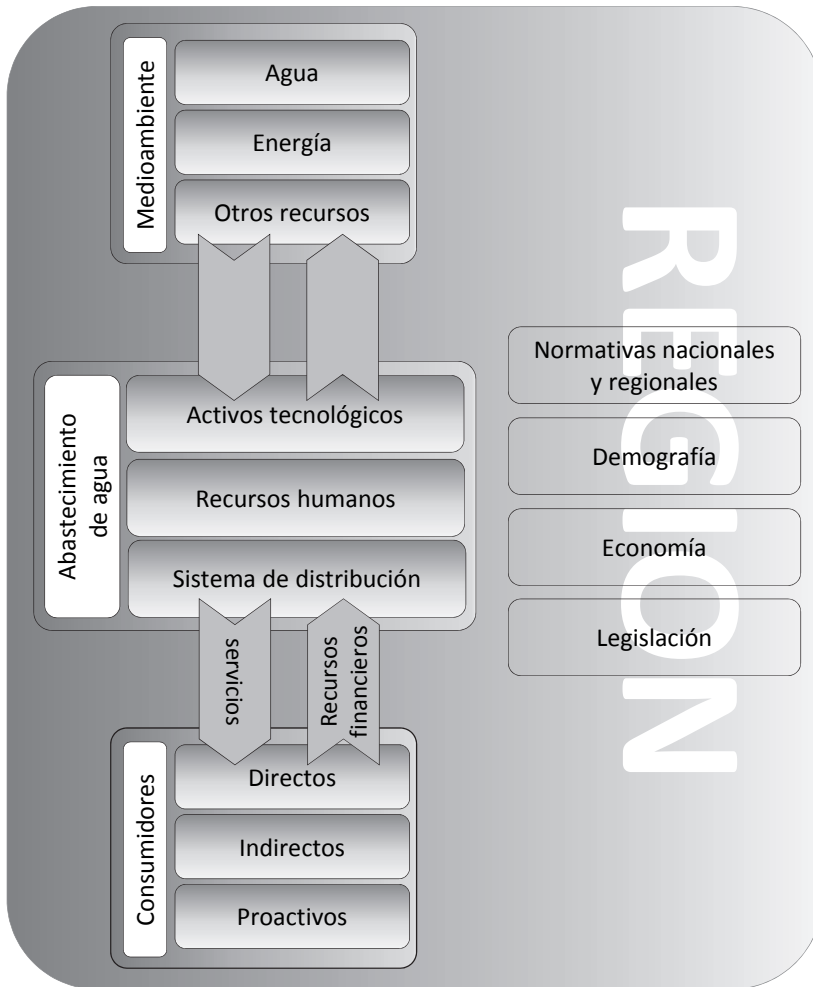 Medioambiente
Agua
Energía
Otros recursos
Abastecimiento
de agua
Activos tecnológicos
Recursos humanos
Sistema de distribución
servicios
Recursos
financieros
Consumidores
Directos
Indirectos
Proactivos
REGION
Normativas nacionales
y regionales
Demografía
Economía
Legislación